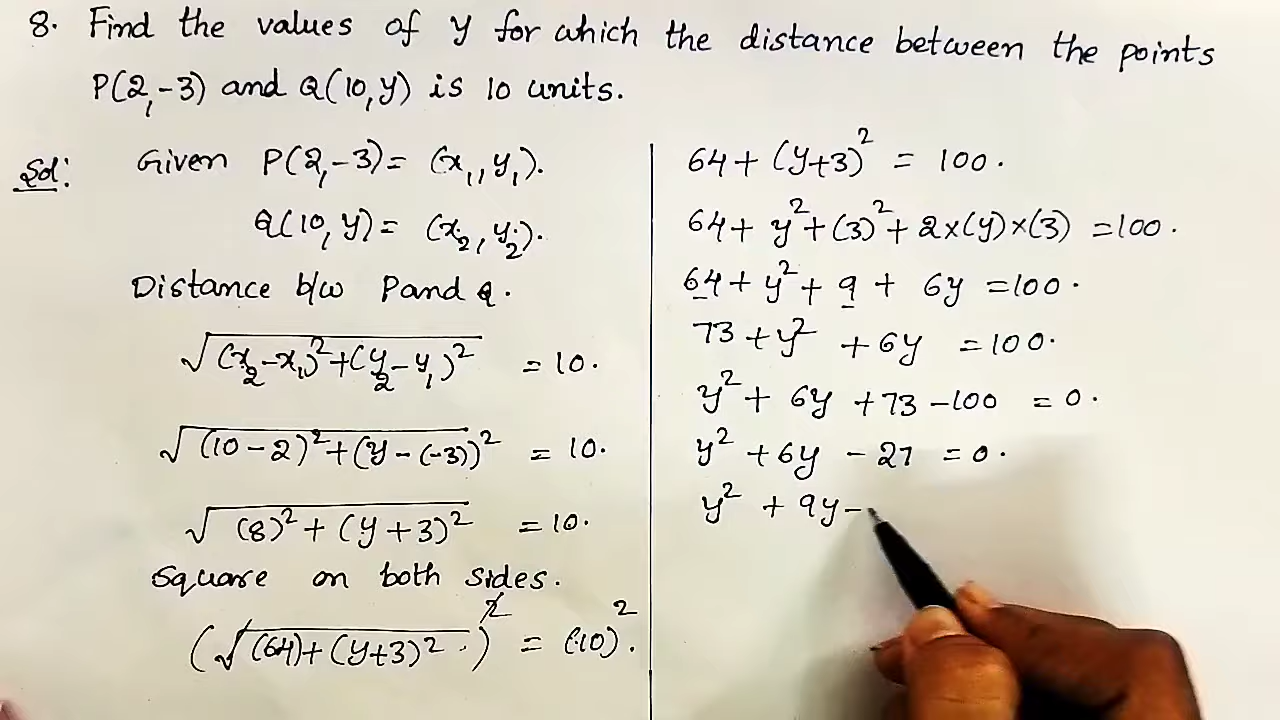 8. Find the values of y for which the distance between the points
P(2,-3) and Q(10,y) is 10 units.
Sol:
Given P(2,-3) = (x₁,y₁).
Q(10,y) = (x₂,y₂).
Distance b/w P and Q.
√(x₂-x₁)²+(y₂-y₁)² = 10.
√(10-2)²+(y-(-3))² = 10.
√(8)²+(y+3)² = 10.
Square on both sides.
(√(64)+(y+3)²)² = (10)².
64+(y+3)² = 100.
64+y²+(3)²+2×(y)×(3) =100.
64+y²+9+6y =100.
73+y²+6y =100.
y²+6y+73-100 =0.
y²+6y-27 =0.
y²+9y-